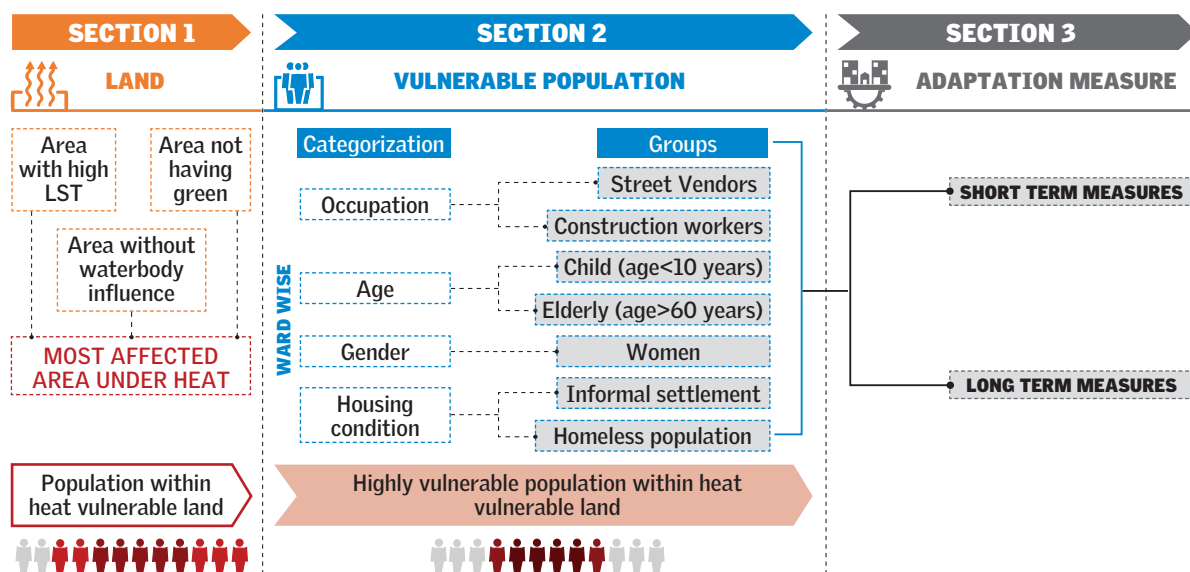 SECTION 1
LAND
Area
with high
LST
Area not
having
green
Area without
waterbody
influence
MOST AFFECTED
AREA UNDER HEAT
Population within
heat vulnerable land
SECTION 2
VULNERABLE POPULATION
WARD WISE
Categorization
Groups
Occupation
Street Vendors
Construction workers
Age
Child (age<10 years)
Elderly (age>60 years)
Gender
Women
Housing
condition
Informal settlement
Homeless population
Highly vulnerable population within heat
vulnerable land
SECTION 3
ADAPTATION MEASURE
SHORT TERM MEASURES
LONG TERM MEASURES